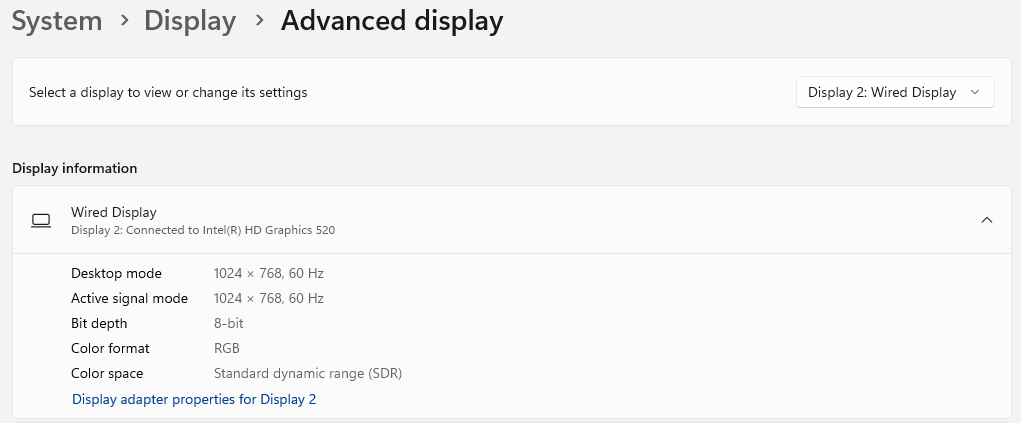 System > Display > Advanced display
Select a display to view or change its settings
Display 2: Wired Display
Display information
Wired Display
Display 2: Connected to Intel(R) HD Graphics 520
Desktop mode 1024 × 768, 60 Hz
Active signal mode 1024 × 768, 60 Hz
Bit depth 8-bit
Color format RGB
Color space Standard dynamic range (SDR)
Display adapter properties for Display 2